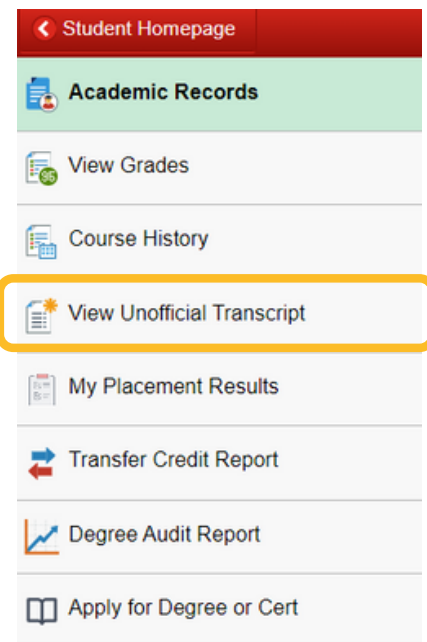 Student Homepage
Academic Records
View Grades
Course History
View Unofficial Transcript
My Placement Results
Transfer Credit Report
Degree Audit Report
Apply for Degree or Cert